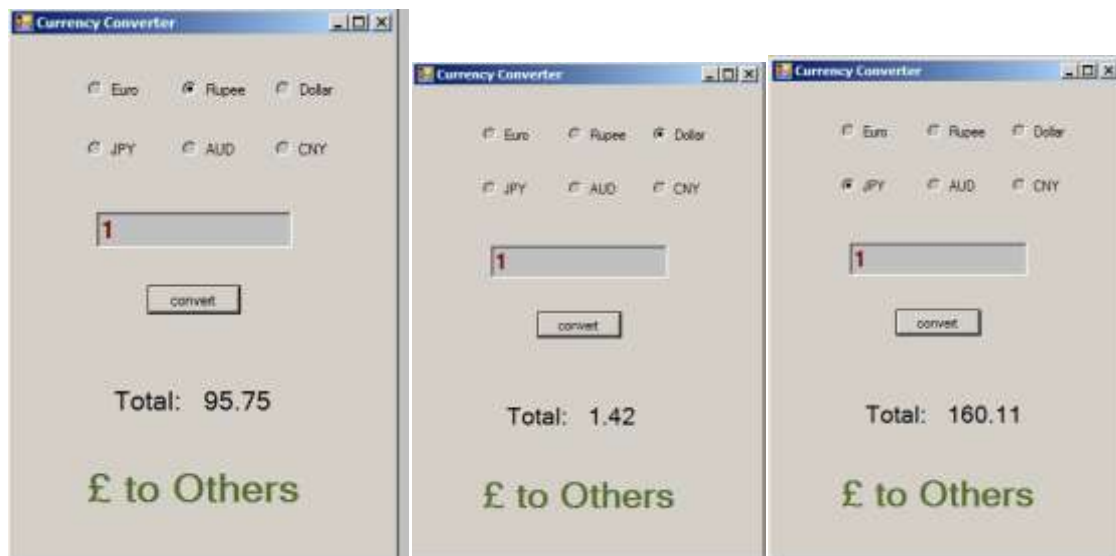 Currency Converter
Euro Rupee Dollar
JPY AUD CNY
1
convert
Total: 95.75
£ to Others
Currency Converter
Euro Rupee Dollar
JPY AUD CNY
1
convert
Total: 1.42
£ to Others
Currency Converter
Euro Rupee Dollar
JPY AUD CNY
1
convert
Total: 160.11
£ to Others